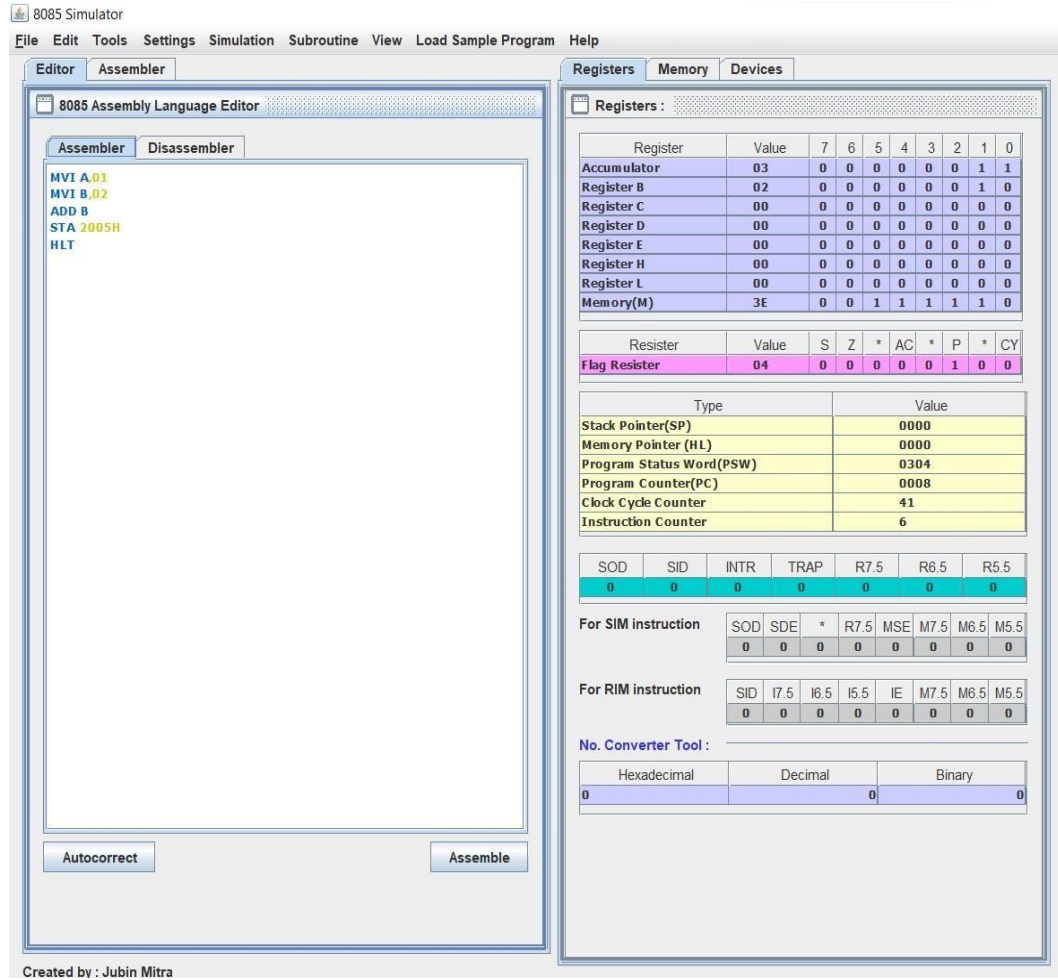 8085 Simulator
File Edit Tools Settings Simulation Subroutine View Load Sample Program Help
Editor Assembler
8085 Assembly Language Editor
Assembler Disassembler
MVI A,01
MVI B,02
ADD B
STA 2005H
HLT
Autocorrect Assemble
Registers Memory Devices
Registers :
Register Value 7 6 5 4 3 2 1 0
Accumulator 03 0 0 0 0 0 0 1 1
Register B 02 0 0 0 0 0 0 1 0
Register C 00 0 0 0 0 0 0 0 0
Register D 00 0 0 0 0 0 0 0 0
Register E 00 0 0 0 0 0 0 0 0
Register H 00 0 0 0 0 0 0 0 0
Register L 00 0 0 0 0 0 0 0 0
Memory(M) 3E 0 0 1 1 1 1 1 0
Resister Value S Z * AC * P * CY
Flag Resister 04 0 0 0 0 0 1 0 0
Type Value
Stack Pointer(SP) 0000
Memory Pointer (HL) 0000
Program Status Word(PSW) 0304
Program Counter(PC) 0008
Clock Cycle Counter 41
Instruction Counter 6
SOD SID INTR TRAP R7.5 R6.5 R5.5
0 0 0 0 0 0 0
For SIM instruction SOD SDE * R7.5 MSE M7.5 M6.5 M5.5
0 0 0 0 0 0 0 0
For RIM instruction SID I7.5 I6.5 I5.5 IE M7.5 M6.5 M5.5
0 0 0 0 0 0 0 0
No. Converter Tool :
Hexadecimal Decimal Binary
0 0 0
Created by : Jubin Mitra